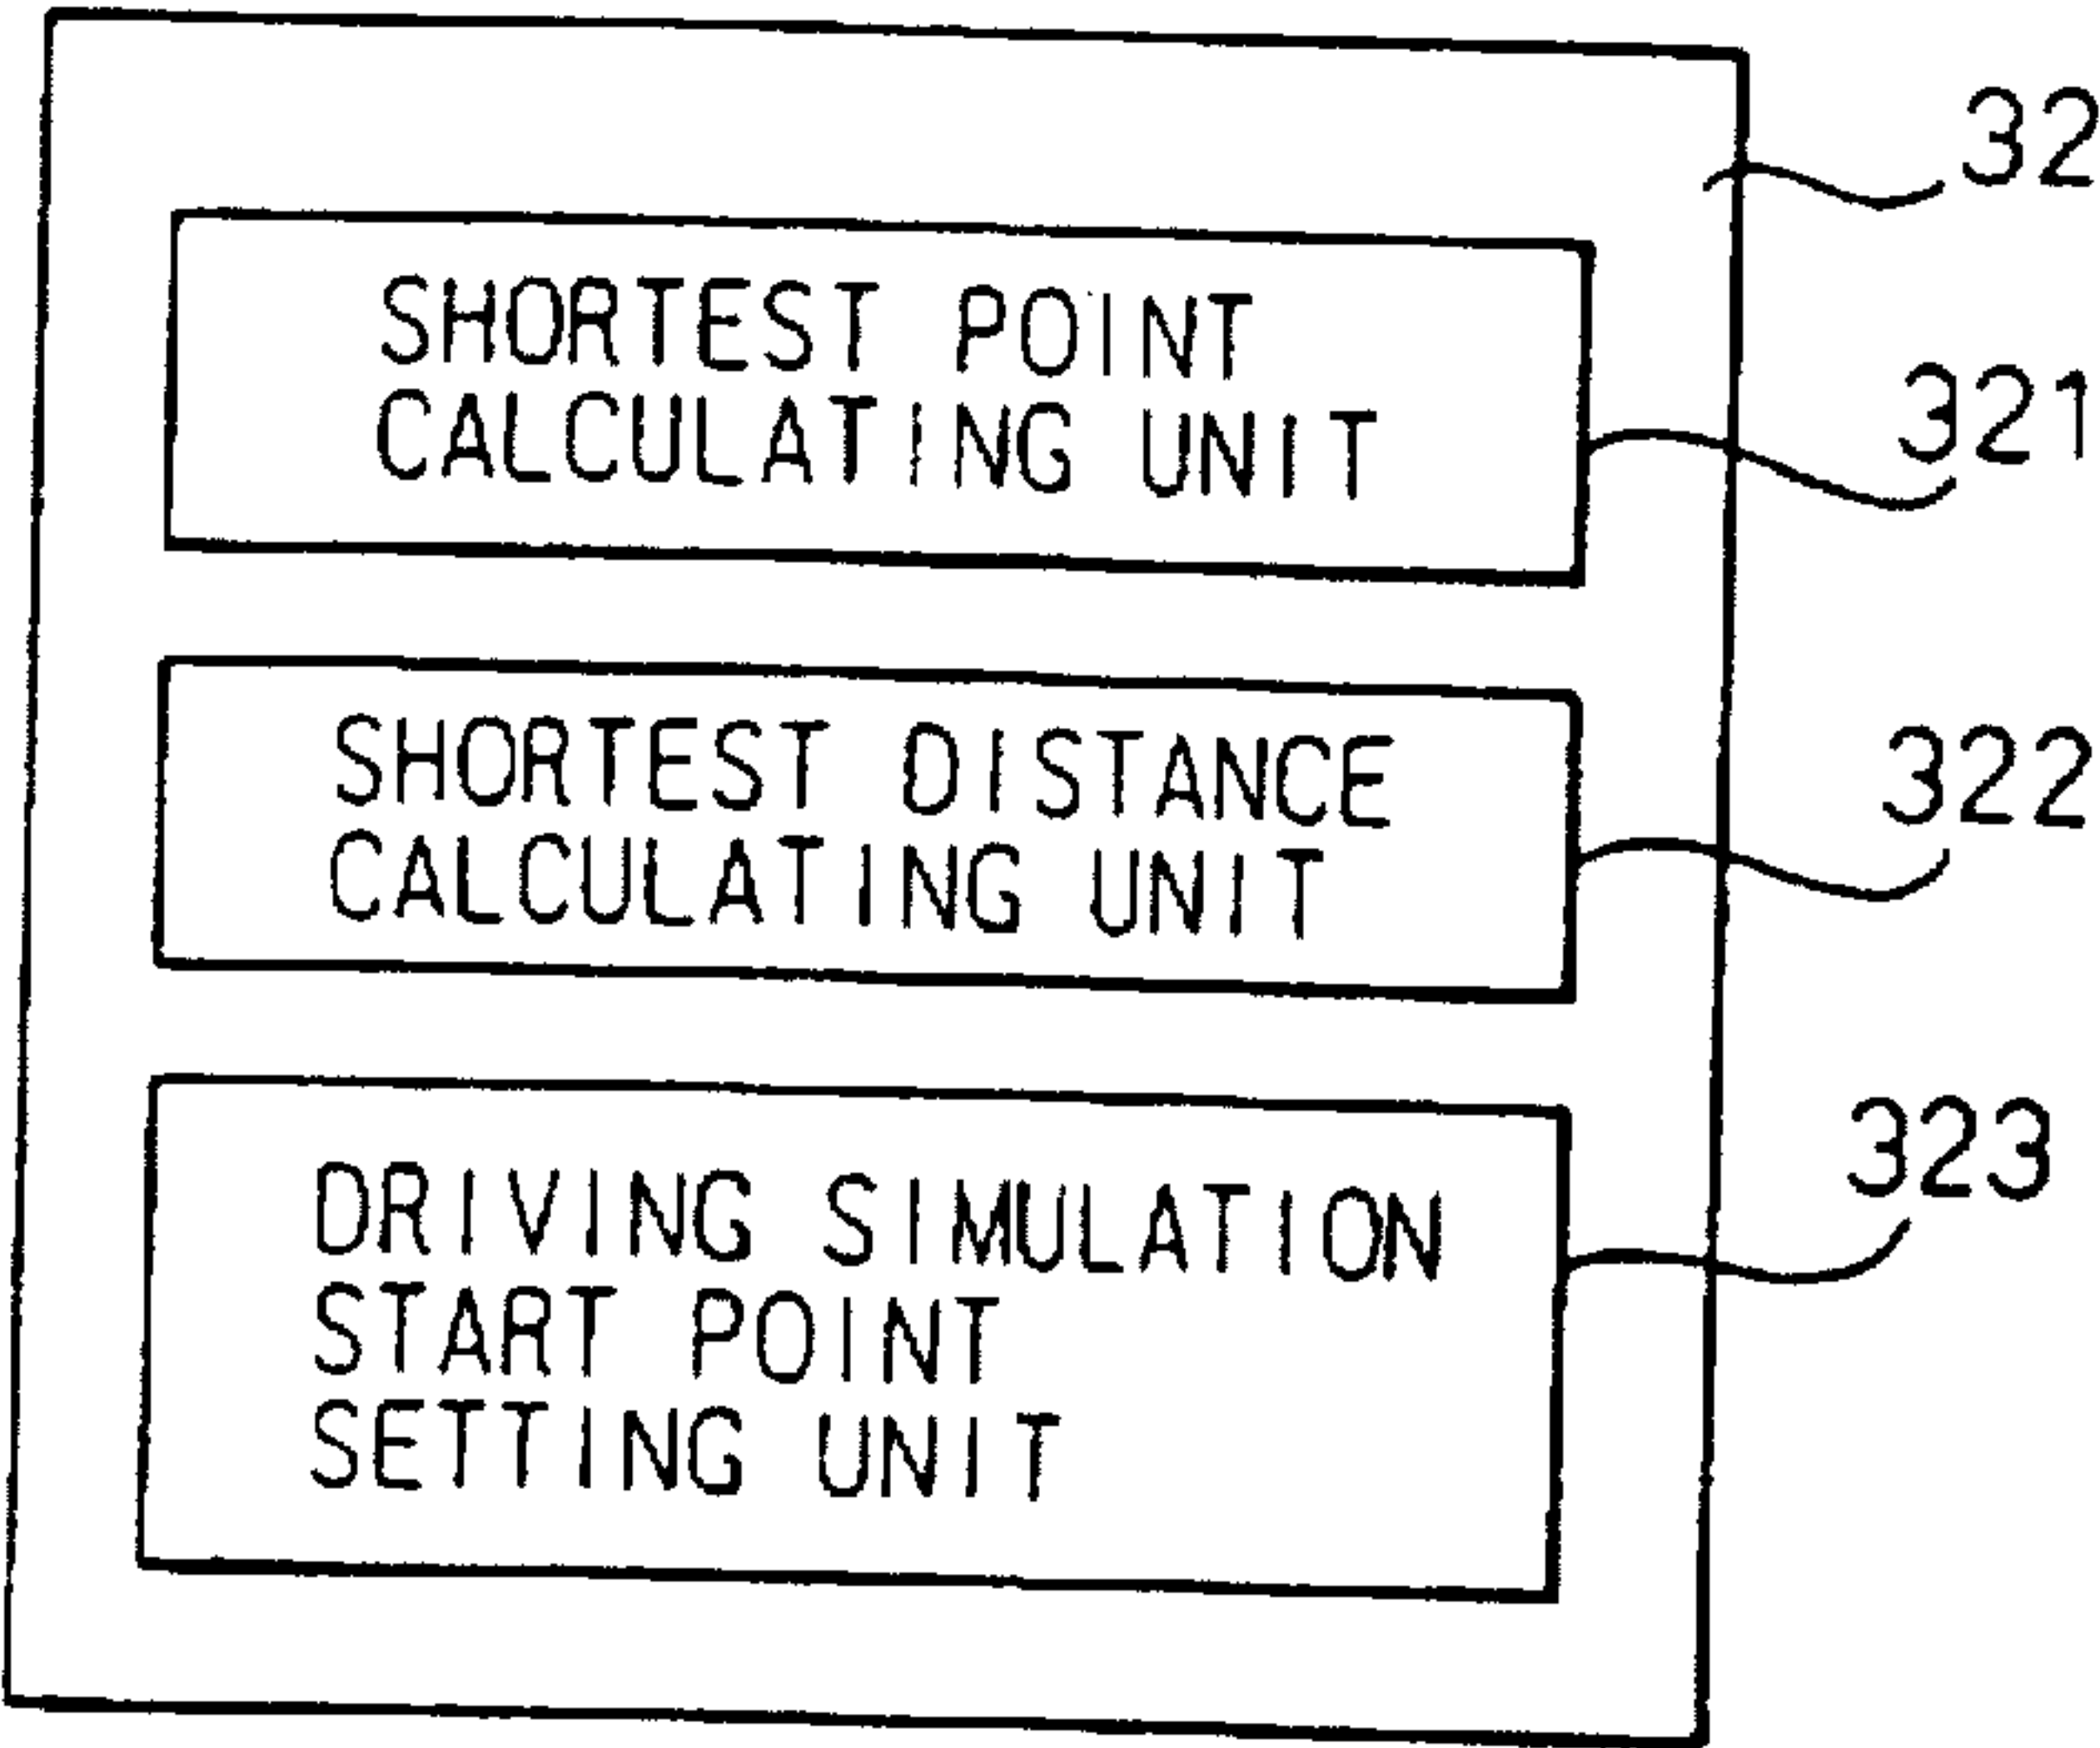 32
SHORTEST POINT
CALCULATING UNIT
321
SHORTEST DISTANCE
CALCULATING UNIT
322
DRIVING SIMULATION
START POINT
SETTING UNIT
323